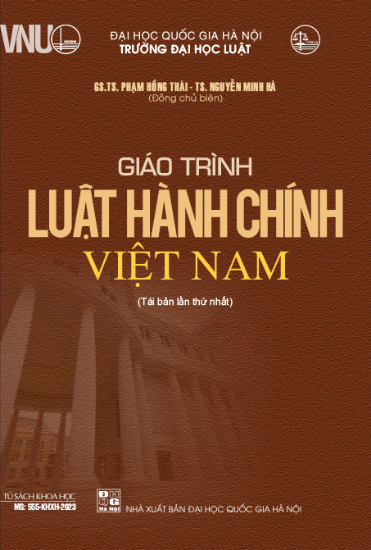 VNU
ĐẠI HỌC QUỐC GIA HÀ NỘI
TRƯỜNG ĐẠI HỌC LUẬT
GS.TS. PHẠM HỒNG THÁI - TS. NGUYỄN MINH HÀ
(Đồng chủ biên)
GIÁO TRÌNH
LUẬT HÀNH CHÍNH
VIỆT NAM
(Tái bản lần thứ nhất)
TỦ SÁCH KHOA HỌC
MS: 555-KHXH-2023
Hà Nội
NHÀ XUẤT BẢN ĐẠI HỌC QUỐC GIA HÀ NỘI